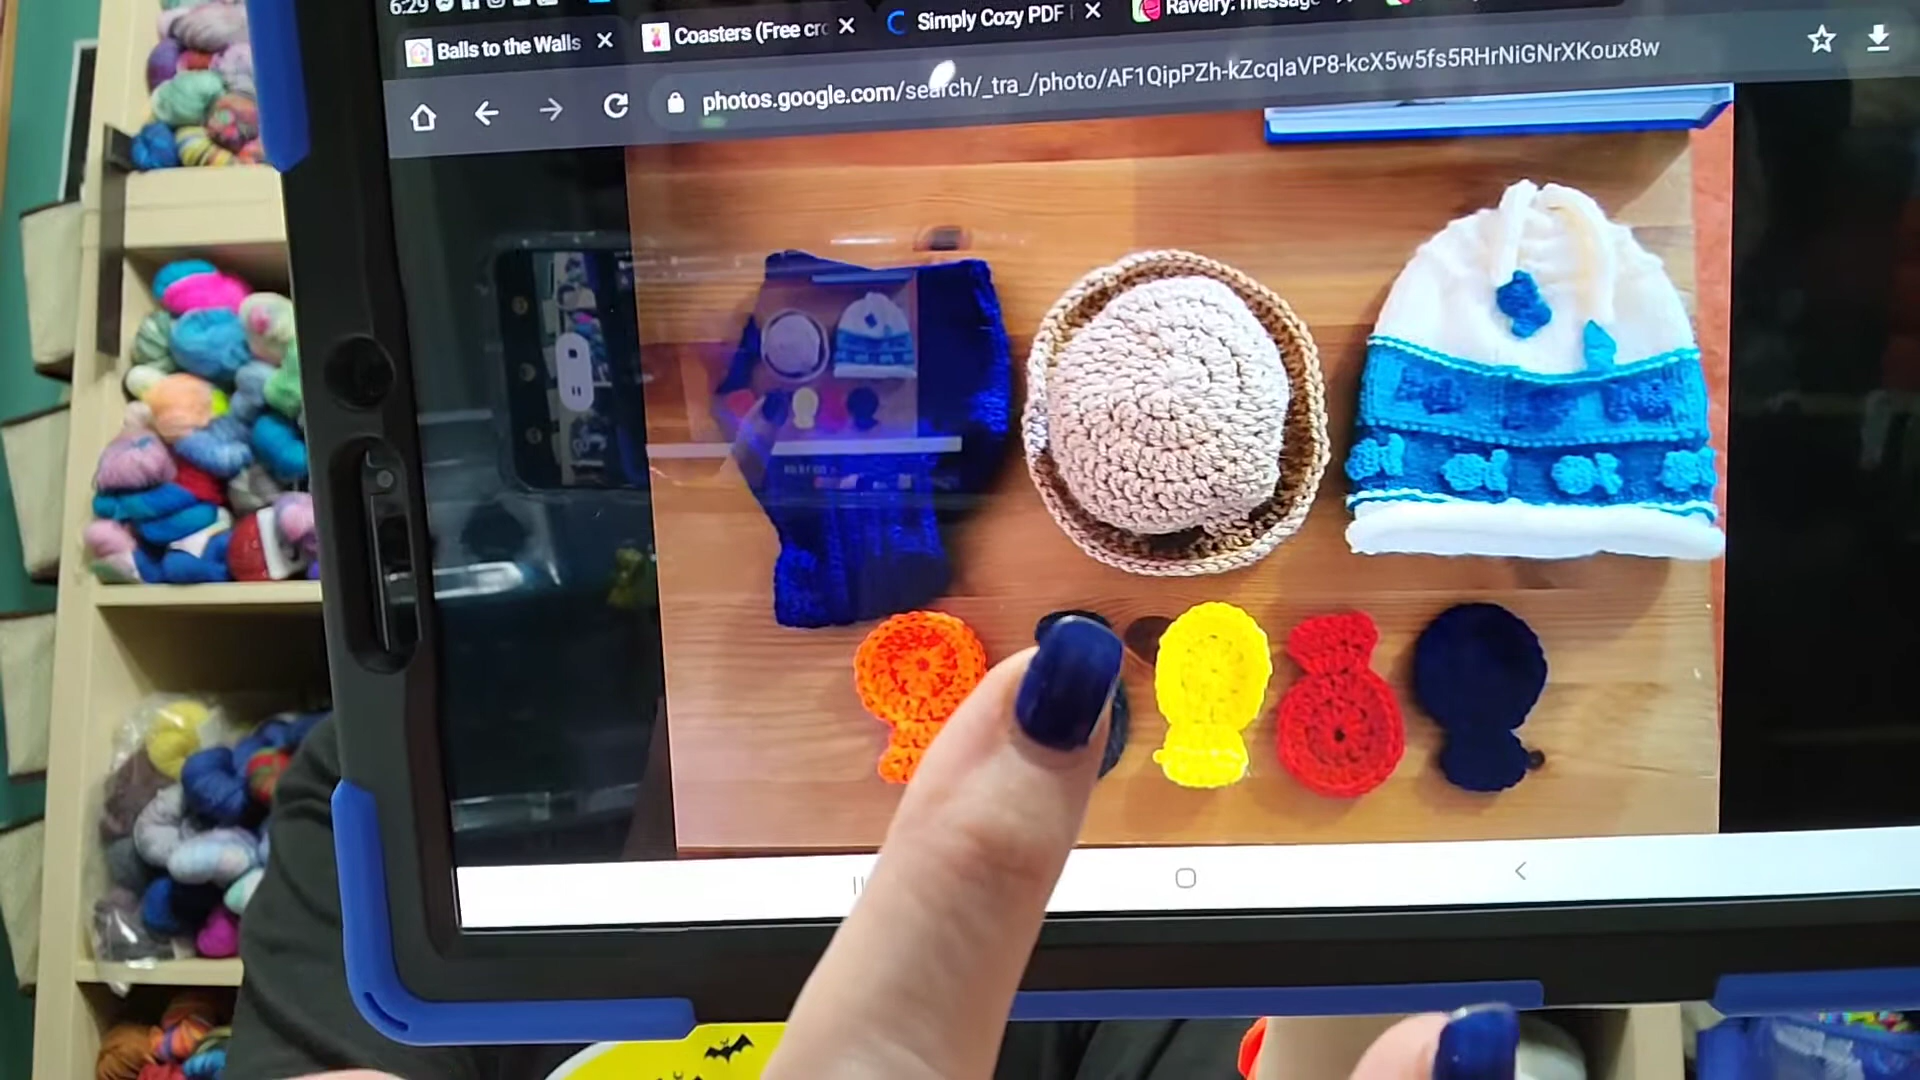 6:29
Balls to the Walls
Coasters (Free cro
Simply Cozy PDF
Ravelry: message
photos.google.com/search/_tra_/photo/AF1QipPZh-kZcqlaVP8-kcX5w5fs5RHrNiGNrXKoux8w